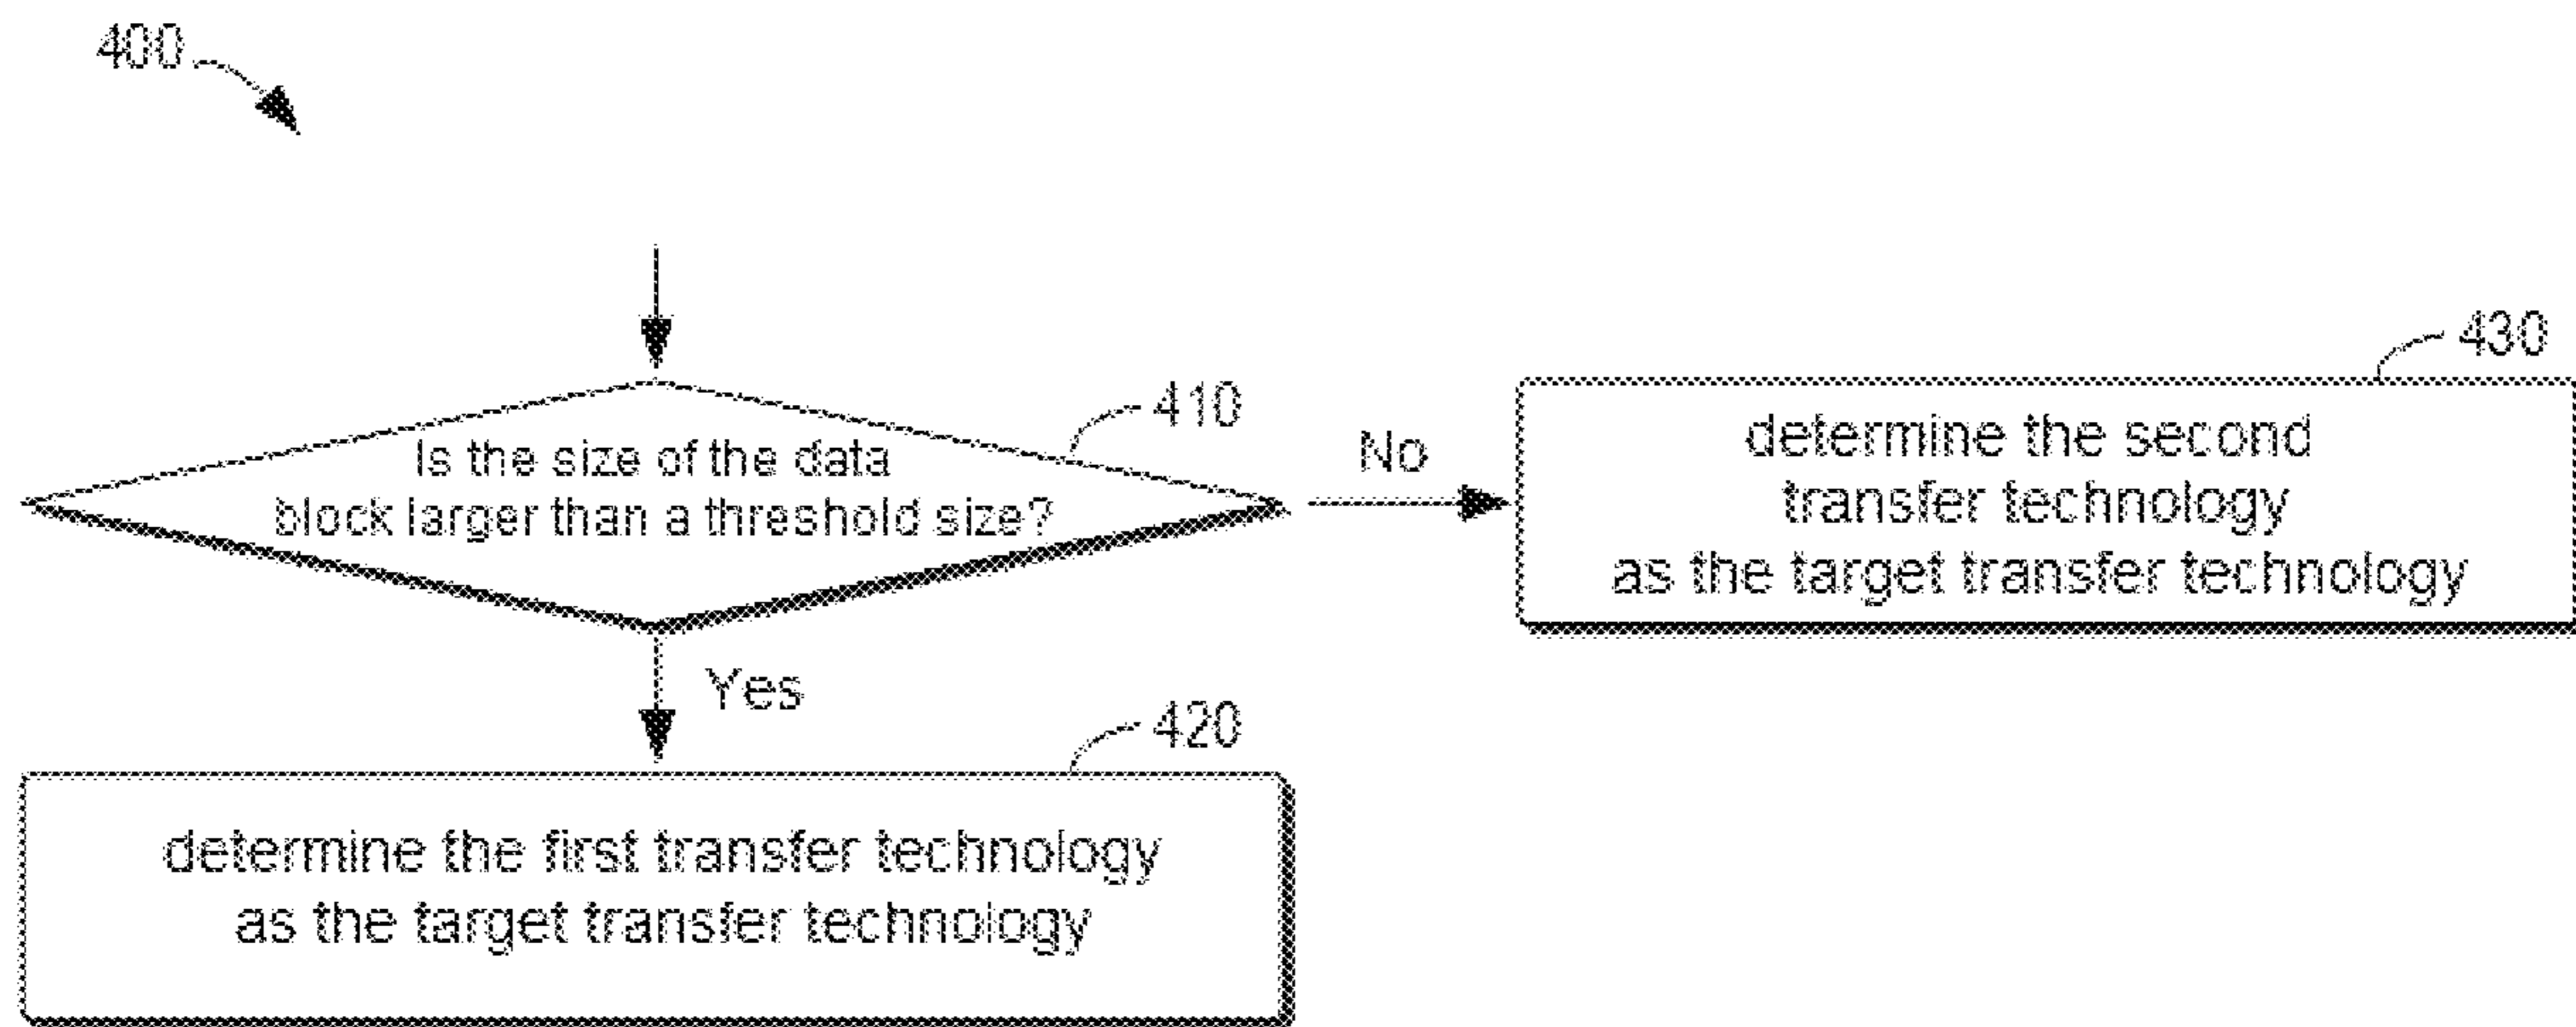 400
410
Is the size of the data
block larger than a threshold size?
No
430
determine the second
transfer technology
as the target transfer technology
Yes
420
determine the first transfer technology
as the target transfer technology